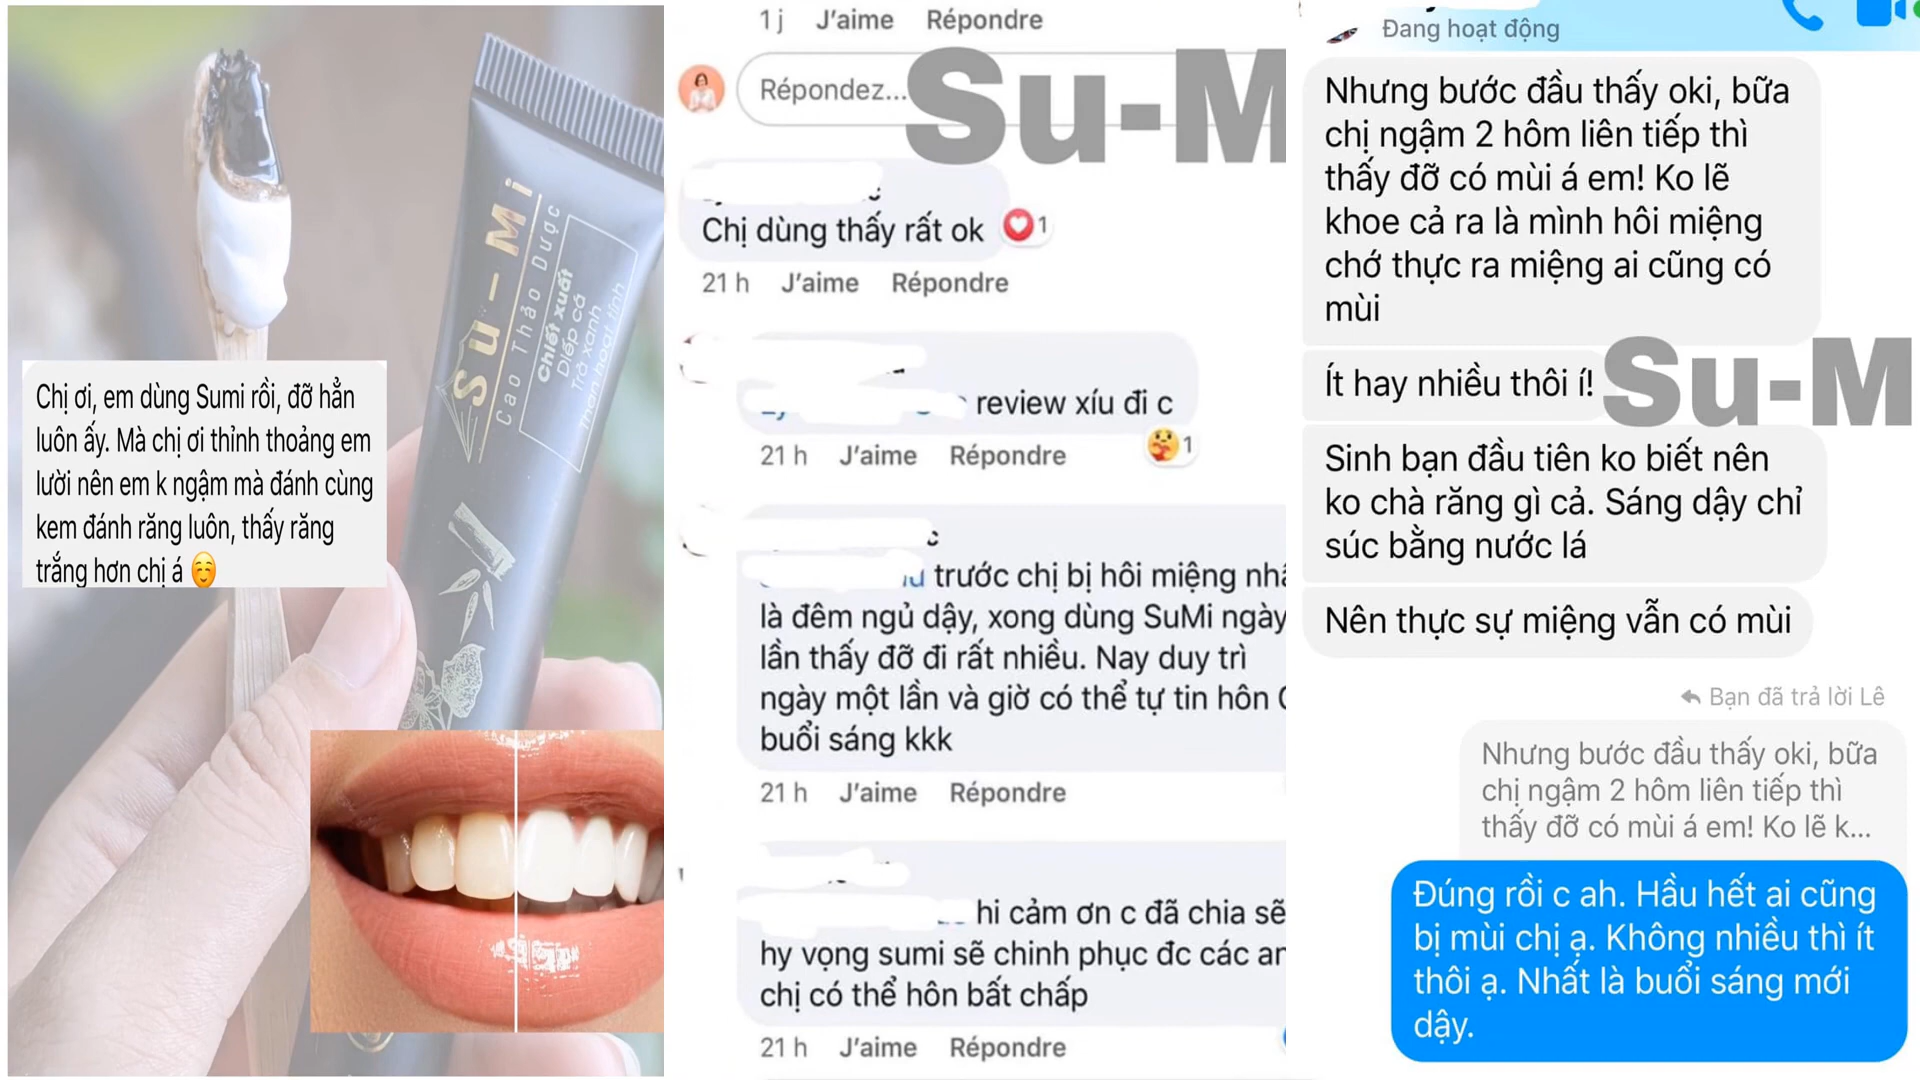 Su - Mi
Cao Thảo Dược
Chiết xuất
Diếp cá
Trà xanh
Than hoạt tính
Chị ơi, em dùng Sumi rồi, đỡ hẳn
luôn ấy. Mà chị ơi thỉnh thoảng em
lười nên em k ngậm mà đánh cùng
kem đánh răng luôn, thấy răng
trắng hơn chị á ☺️
1 j J’aime Répondre
Répondez...
Su-M
Chị dùng thấy rất ok
1
21 h J’aime Répondre
review xíu đi c
1
21 h J’aime Répondre
trước chị bị hôi miệng
là đêm ngủ dậy, xong dùng SuMi ngày
lần thấy đỡ đi rất nhiều. Nay duy trì
ngày một lần và giờ có thể tự tin hôn
buổi sáng kkk
21 h J’aime Répondre
hi cảm ơn c đã chia sẽ
hy vọng sumi sẽ chinh phục đc các
chị có thể hôn bất chấp
21 h J’aime Répondre
Đang hoạt động
Nhưng bước đầu thấy oki, bữa
chị ngậm 2 hôm liên tiếp thì
thấy đỡ có mùi á em! Ko lẽ
khoe cả ra là mình hôi miệng
chớ thực ra miệng ai cũng có
mùi
Ít hay nhiều thôi í!
Su-M
Sinh bạn đầu tiên ko biết nên
ko chà răng gì cả. Sáng dậy chỉ
súc bằng nước lá
Nên thực sự miệng vẫn có mùi
Bạn đã trả lời Lê
Nhưng bước đầu thấy oki, bữa
chị ngậm 2 hôm liên tiếp thì
thấy đỡ có mùi á em! Ko lẽ k...
Đúng rồi c ah. Hầu hết ai cũng
bị mùi chị ạ. Không nhiều thì ít
thôi ạ. Nhất là buổi sáng mới
dậy.